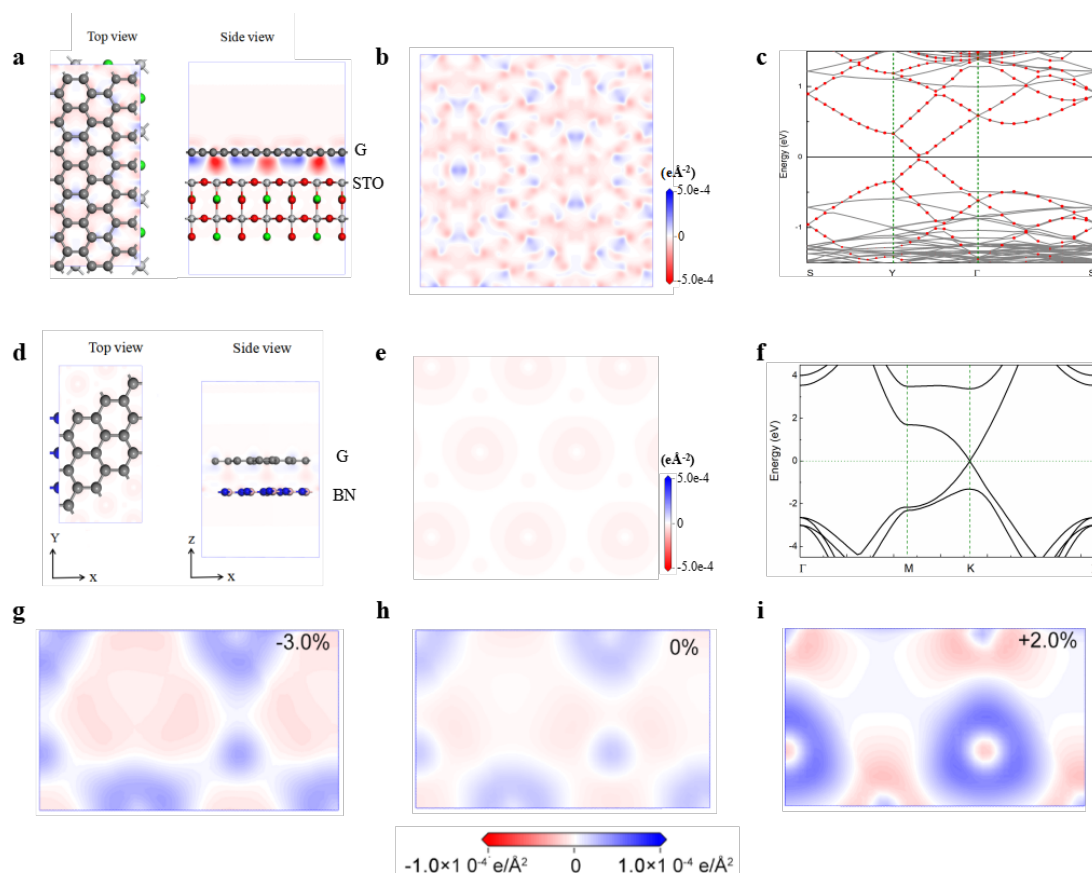 a
Top view
Side view
G
STO
b
(eÅ⁻²)
5.0e-4
0
-5.0e-4
c
Energy (eV)
1
0
-1
S
Y
Γ
S
d
Top view
Side view
G
BN
Y
X
Z
X
e
(eÅ⁻²)
5.0e-4
0
-5.0e-4
f
Energy (eV)
4
2
0
-2
-4
Γ
M
K
g
-3.0%
h
0%
i
+2.0%
-1.0×1 0⁻⁴ e/Å²
0
1.0×1 0⁻⁴ e/Å²